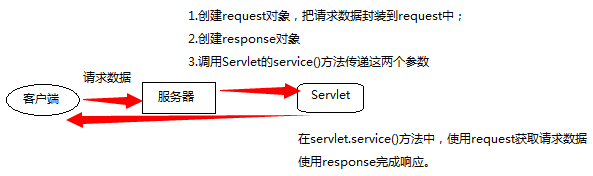 1.创建request对象，把请求数据封装到request中；
2.创建response对象
3.调用Servlet的service()方法传递这两个参数
请求数据
客户端
服务器
Servlet
在servlet.service()方法中，使用request获取请求数据
使用response完成响应。